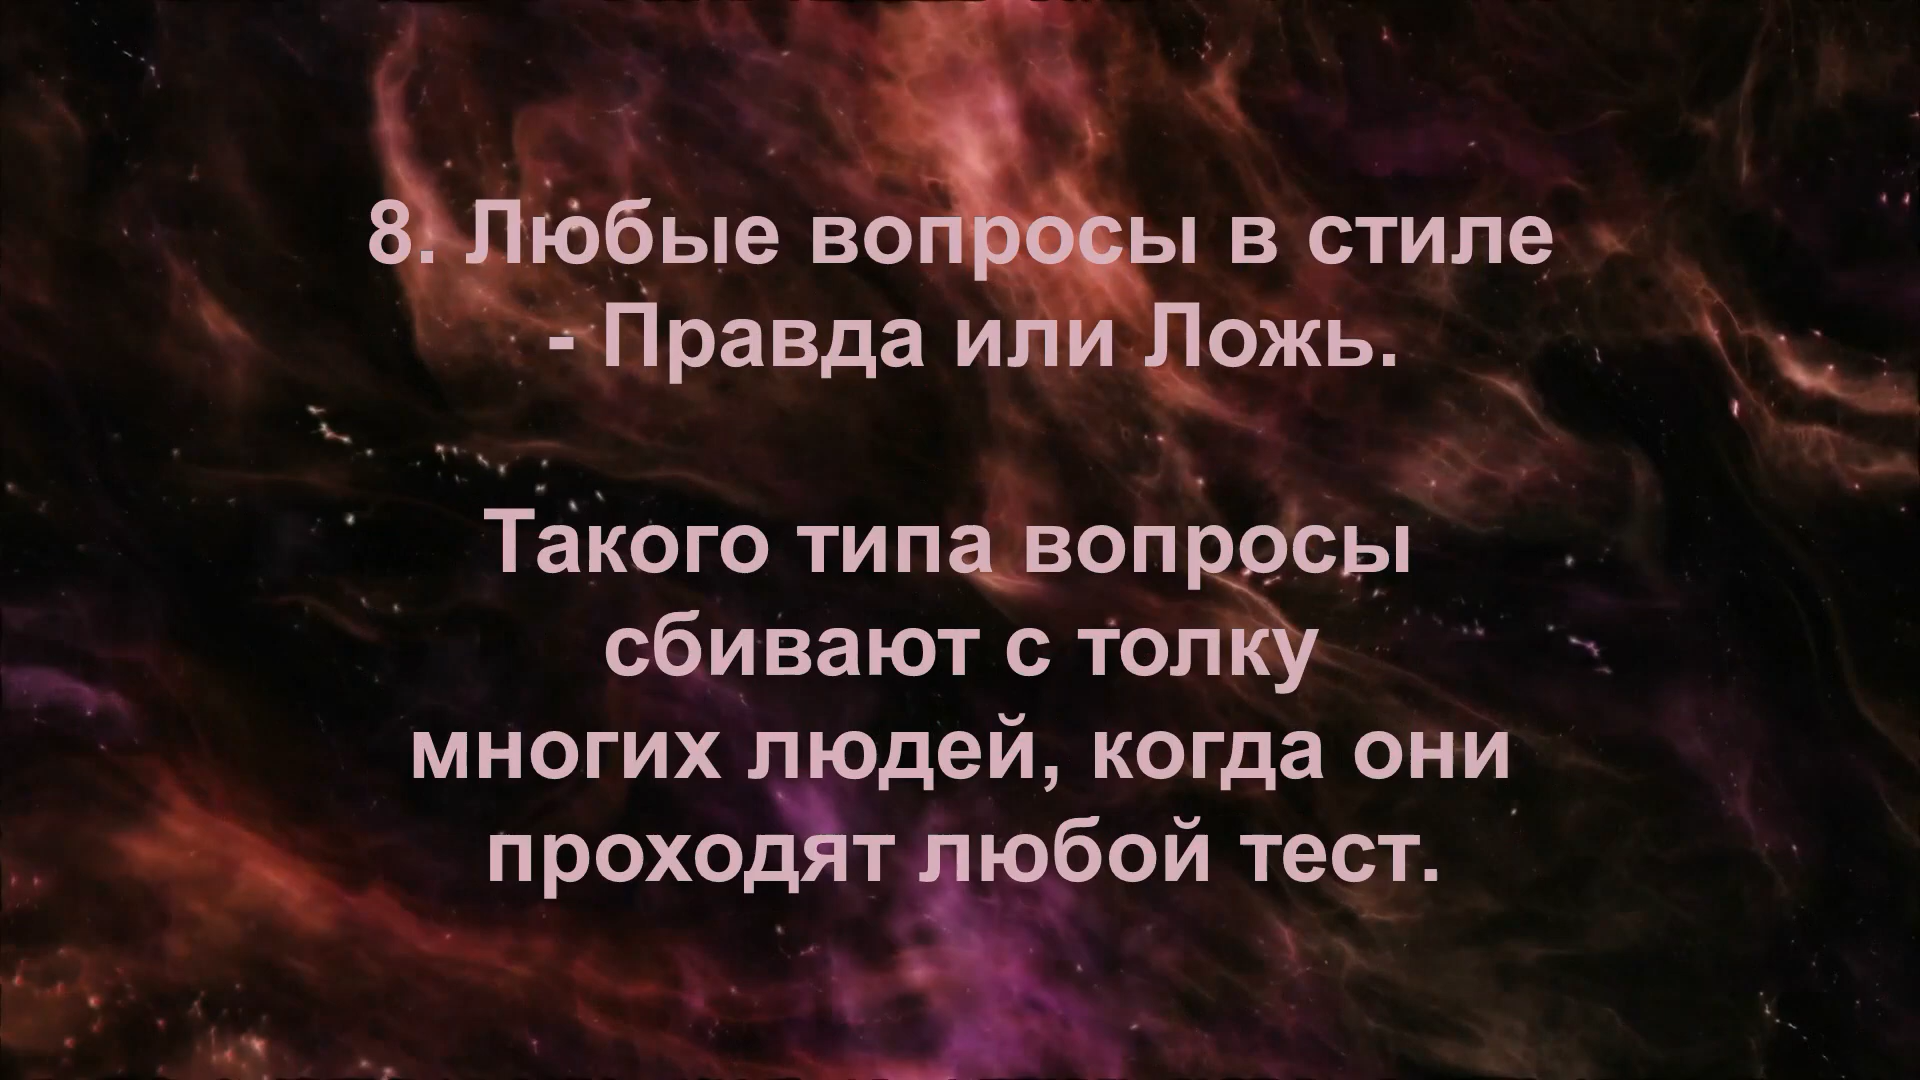 8. Любые вопросы в стиле
- Правда или Ложь.
Такого типа вопросы
сбивают с толку
многих людей, когда они
проходят любой тест.